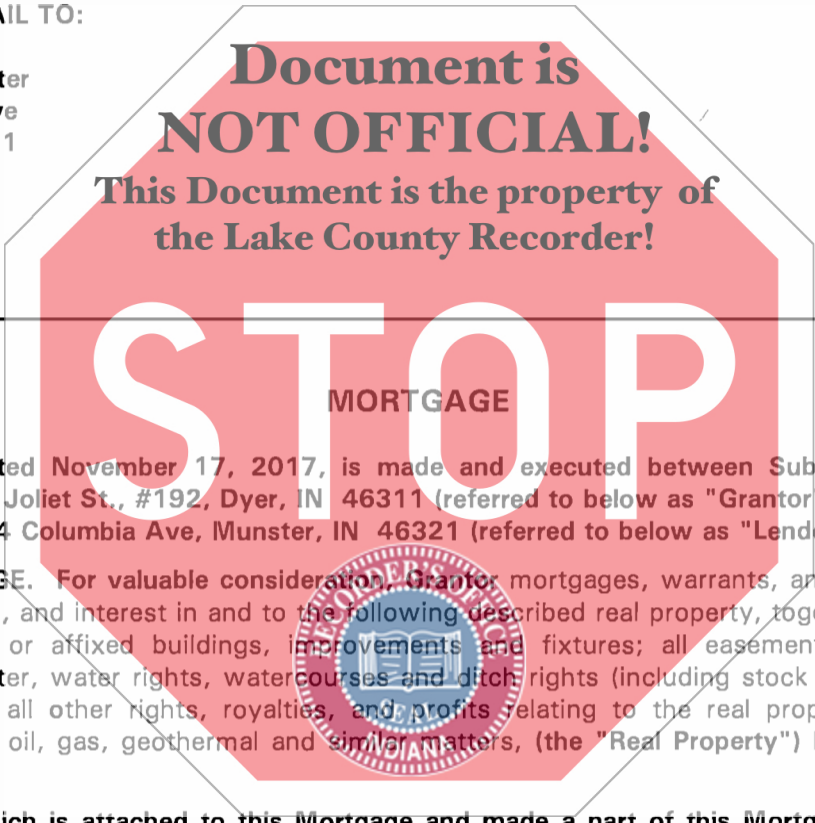 AIL TO:
Document is
ter
ve
NOT OFFICIAL!
1
This Document is the property of
the Lake County Recorder!
STOP
MORTGAGE
ted November 17, 2017, is made and executed between Sub
Joliet St., #192, Dyer, IN 46311 (referred to below as "Grantor"
4 Columbia Ave, Munster, IN 46321 (referred to below as "Lende
GE. For valuable consideration, Grantor mortgages, warrants, an
, and interest in and to the following described real property, toge
or affixed buildings, improvements and fixtures; all easement
ter, water rights, watercourses and ditch rights (including stock
all other rights, royalties, and profits relating to the real prop
oil, gas, geothermal and similar matters, (the "Real Property")
RECORDER'S OFFICE
SEAL
INDIANA
ich is attached to this Mortgage and made a part of this Mortg